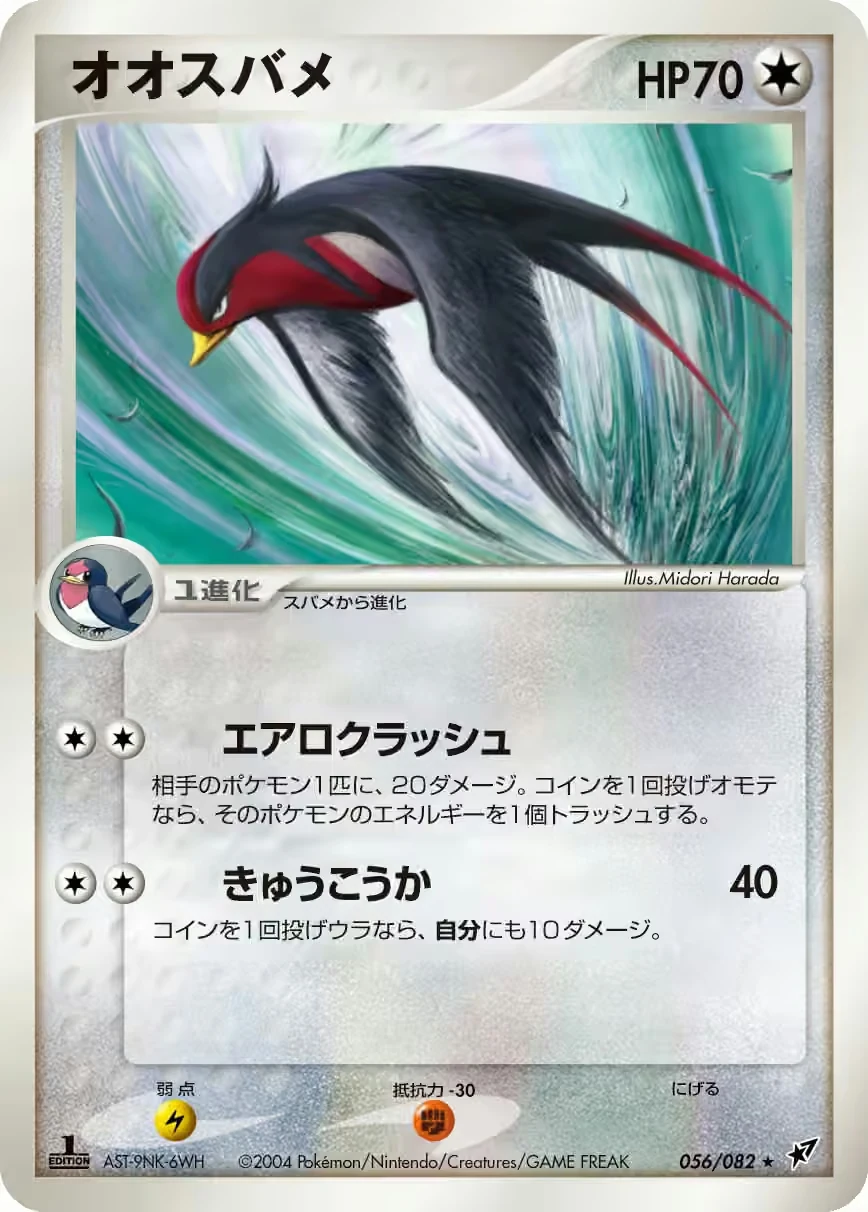 オオスバメ HP70
Illus.Midori Harada
1進化
スバメから進化
エアロクラッシュ
相手のポケモン1匹に、20ダメージ。コインを1回投げオモテ
なら、そのポケモンのエネルギーを1個トラッシュする。
きゅうこうか 40
コインを1回投げウラなら、自分にも10ダメージ。
弱点 抵抗力 -30 にげる
1 EDITION AST-9NK-6WH ©2004 Pokémon/Nintendo/Creatures/GAME FREAK 056/082 ★